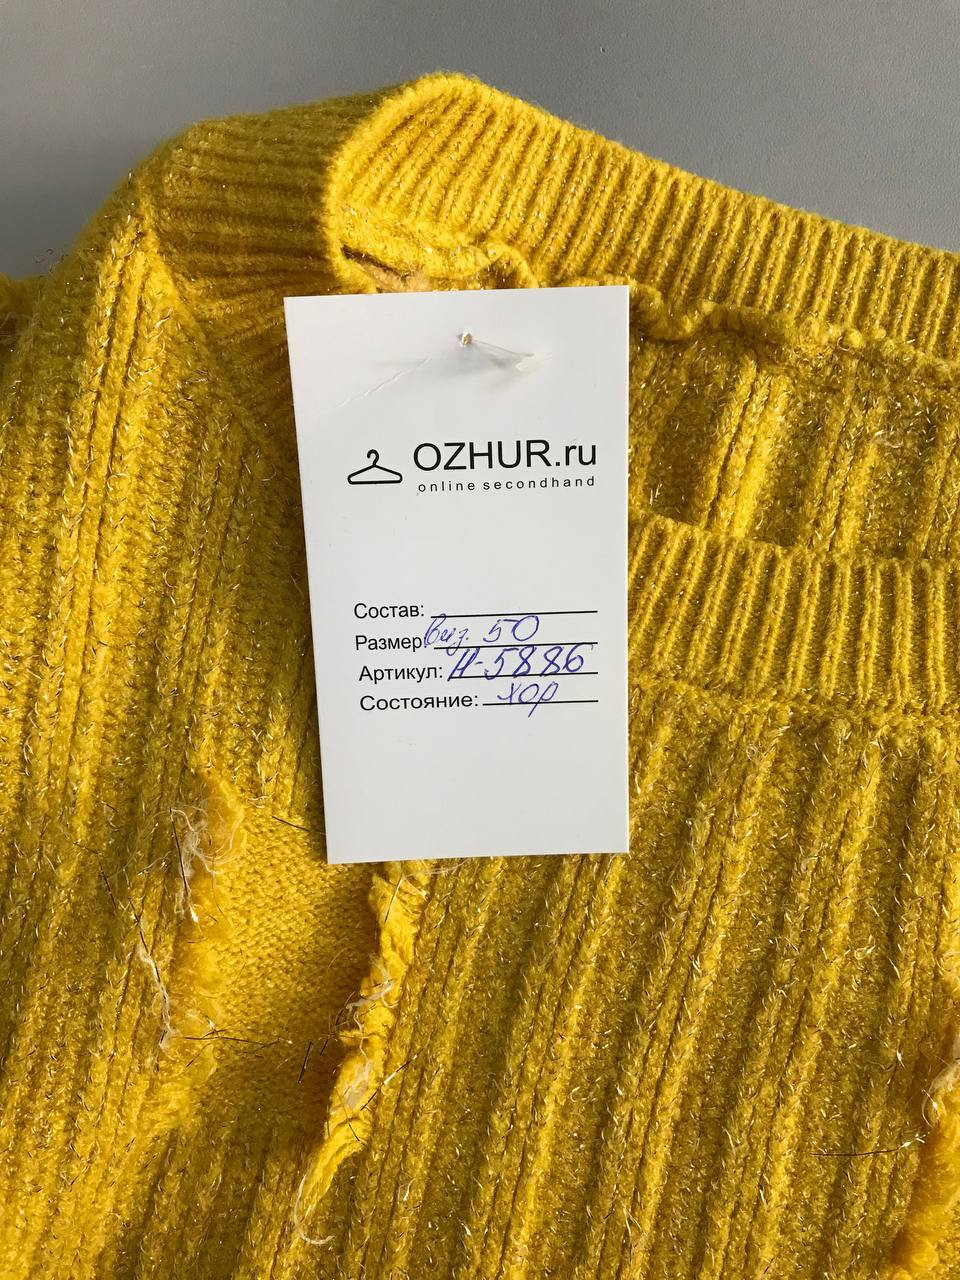 OZHUR.ru
online secondhand
Состав:
Размер: виз. 50
Артикул: Н-5886
Состояние: хор